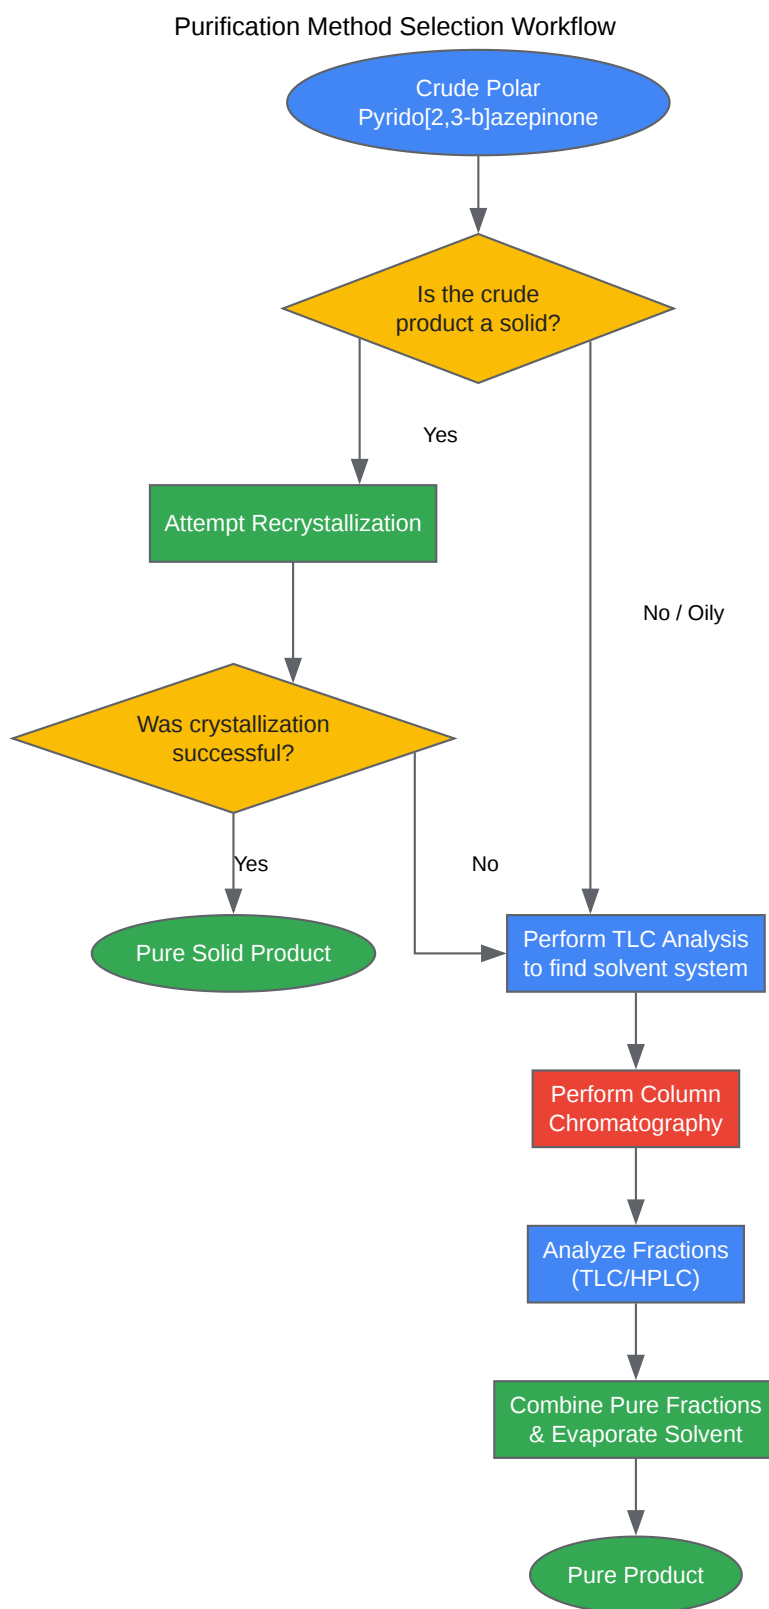 Purification Method Selection Workflow
Crude Polar
Pyrido[2,3-b]azepinone
Is the crude
product a solid?
Yes
Attempt Recrystallization
No / Oily
Was crystallization
successful?
Yes
No
Pure Solid Product
Perform TLC Analysis
to find solvent system
Perform Column
Chromatography
Analyze Fractions
(TLC/HPLC)
Combine Pure Fractions
& Evaporate Solvent
Pure Product